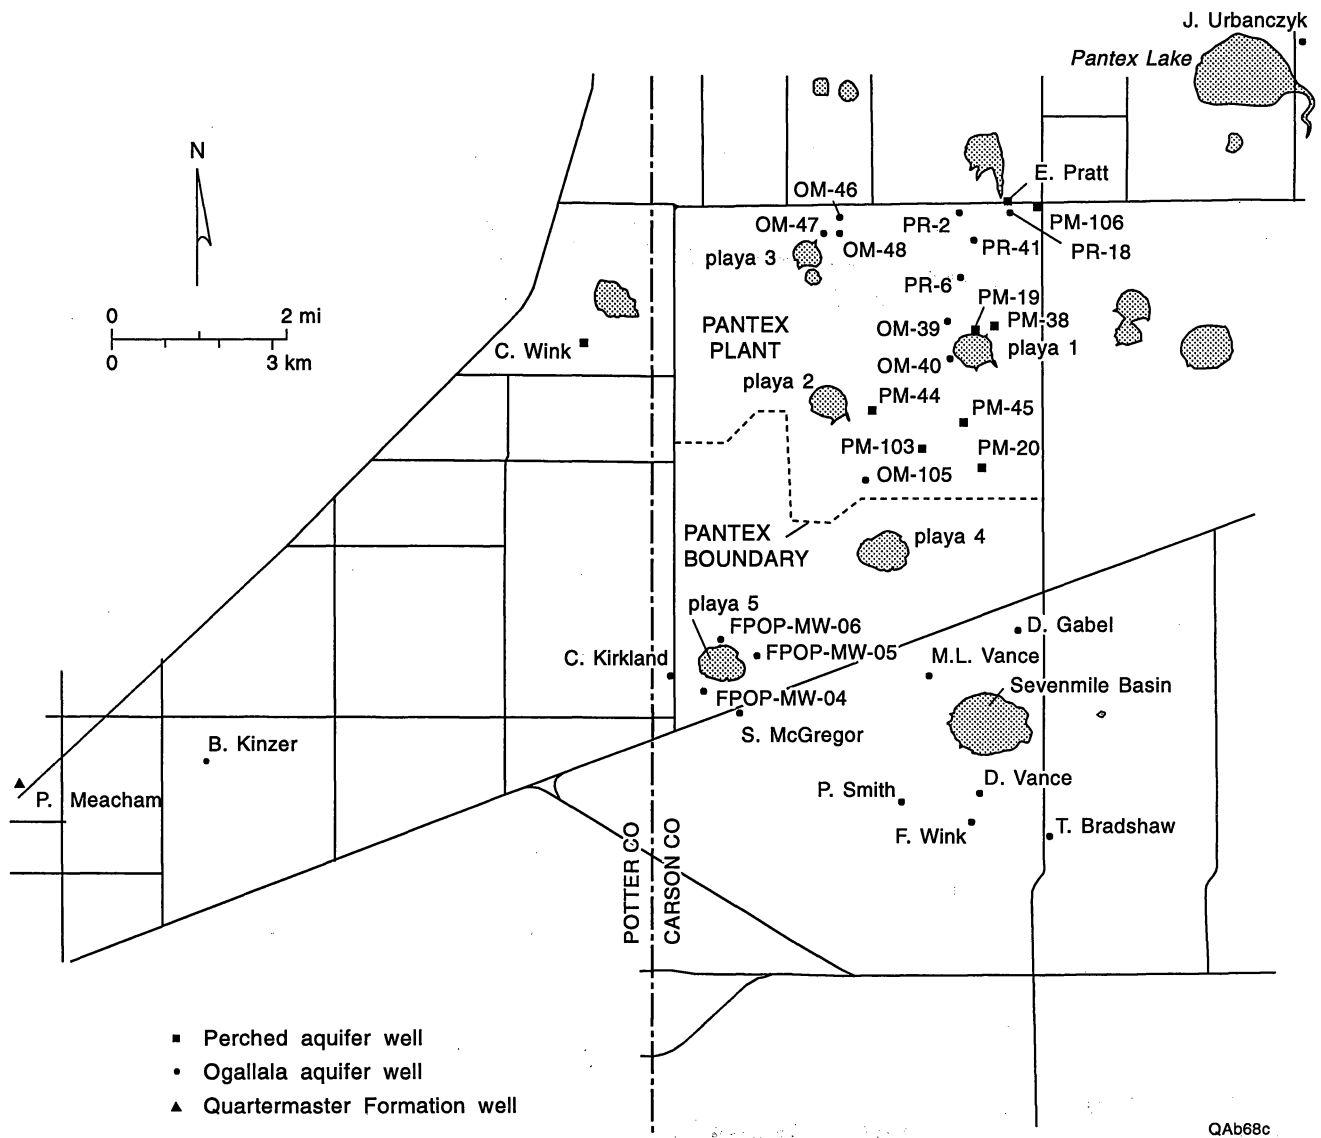 J. Urbanczyk
Pantex Lake
N
E. Pratt
OM-46
OM-47
OM-48
PR-2
PM-106
PR-41
PR-18
playa 3
PR-6
PM-19
0 2 mi
0 3 km
PANTEX
PLANT
OM-39
PM-38
playa 1
C. Wink
OM-40
playa 2
PM-44
PM-45
PM-103
PM-20
OM-105
PANTEX
BOUNDARY
playa 4
playa 5
FPOP-MW-06
D. Gabel
C. Kirkland
FPOP-MW-05
M.L. Vance
Sevenmile Basin
FPOP-MW-04
S. McGregor
B. Kinzer
D. Vance
P. Smith
P. Meacham
F. Wink
T. Bradshaw
POTTER CO
CARSON CO
Perched aquifer well
Ogallala aquifer well
Quartermaster Formation well
QAb68c